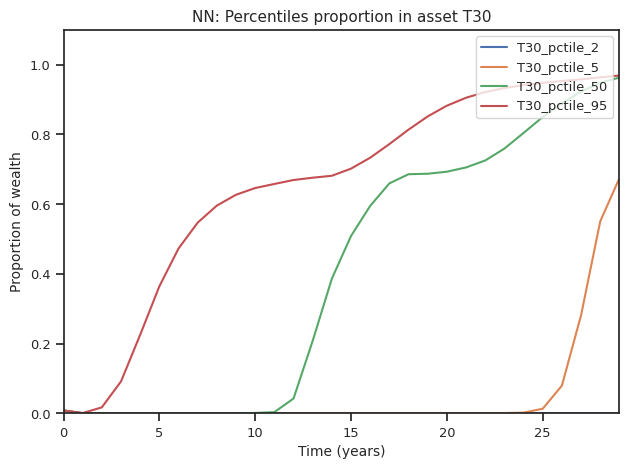 NN: Percentiles proportion in asset T30
T30_pctile_2
T30_pctile_5
T30_pctile_50
T30_pctile_95
Proportion of wealth
1.0
0.8
0.6
0.4
0.2
0.0
0 5 10 15 20 25
Time (years)